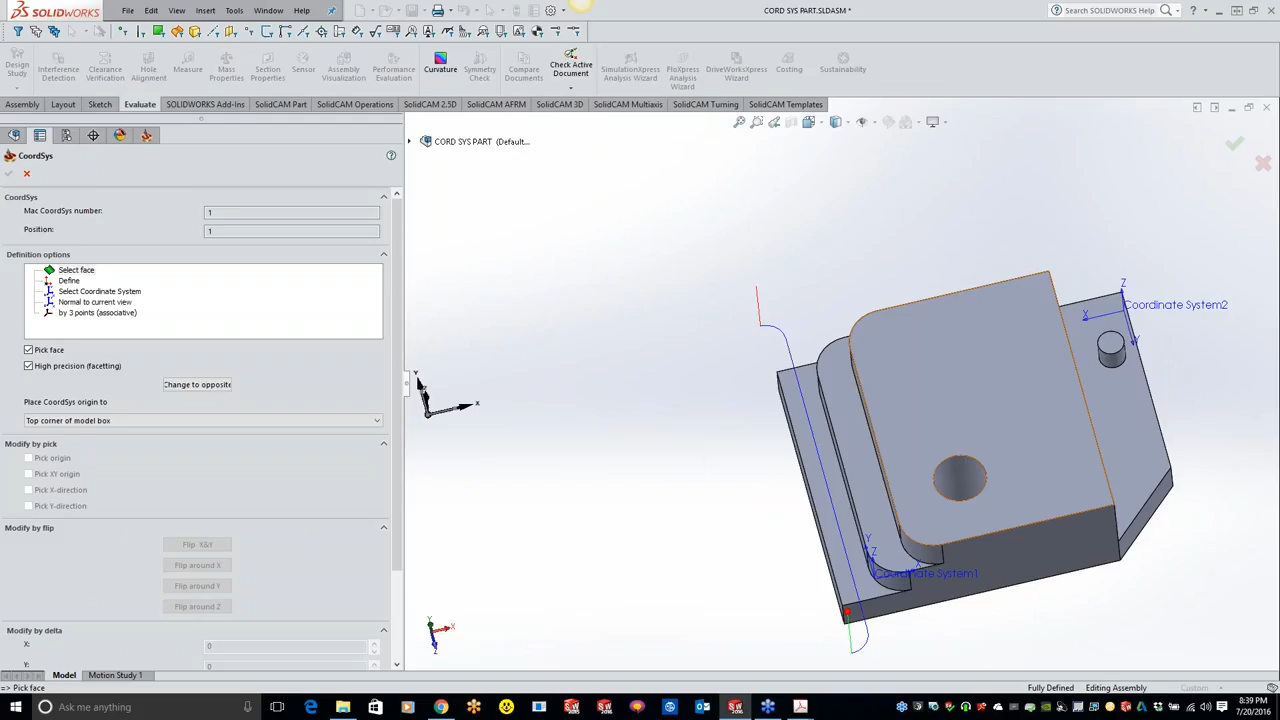 SOLIDWORKS
File
Edit
View
Insert
Tools
Window
Help
CORD SYS PART.SLDASM *
Search SOLIDWORKS Help
Design Study
Interference Detection
Clearance Verification
Hole Alignment
Measure
Mass Properties
Section Properties
Sensor
Assembly Visualization
Performance Evaluation
Curvature
Symmetry Check
Compare Documents
Check Active Document
SimulationXpress Analysis Wizard
FloXpress Analysis Wizard
DriveWorksXpress Wizard
Costing
Sustainability
Assembly
Layout
Sketch
Evaluate
SOLIDWORKS Add-Ins
SolidCAM Part
SolidCAM Operations
SolidCAM 2.5D
SolidCAM AFRM
SolidCAM 3D
SolidCAM Multiaxis
SolidCAM Turning
SolidCAM Templates
CORD SYS PART (Default...
CoordSys
CoordSys
Mac CoordSys number:
1
Position:
1
Definition options
Select face
Define
Select Coordinate System
Normal to current view
by 3 points (associative)
Pick face
High precision (facetting)
Change to opposite
Place CoordSys origin to
Top corner of model box
Modify by pick
Pick origin
Pick XY origin
Pick X-direction
Pick Y-direction
Modify by flip
Flip X&Y
Flip around X
Flip around Y
Flip around Z
Modify by delta
X:
0
Y:
0
Z
Coordinate System2
X
Y
Y
X
Y
Z
X
Coordinate System1
Y
X
Z
Model
Motion Study 1
=> Pick face
Fully Defined
Editing Assembly
Custom
Ask me anything
8:39 PM
7/20/2016